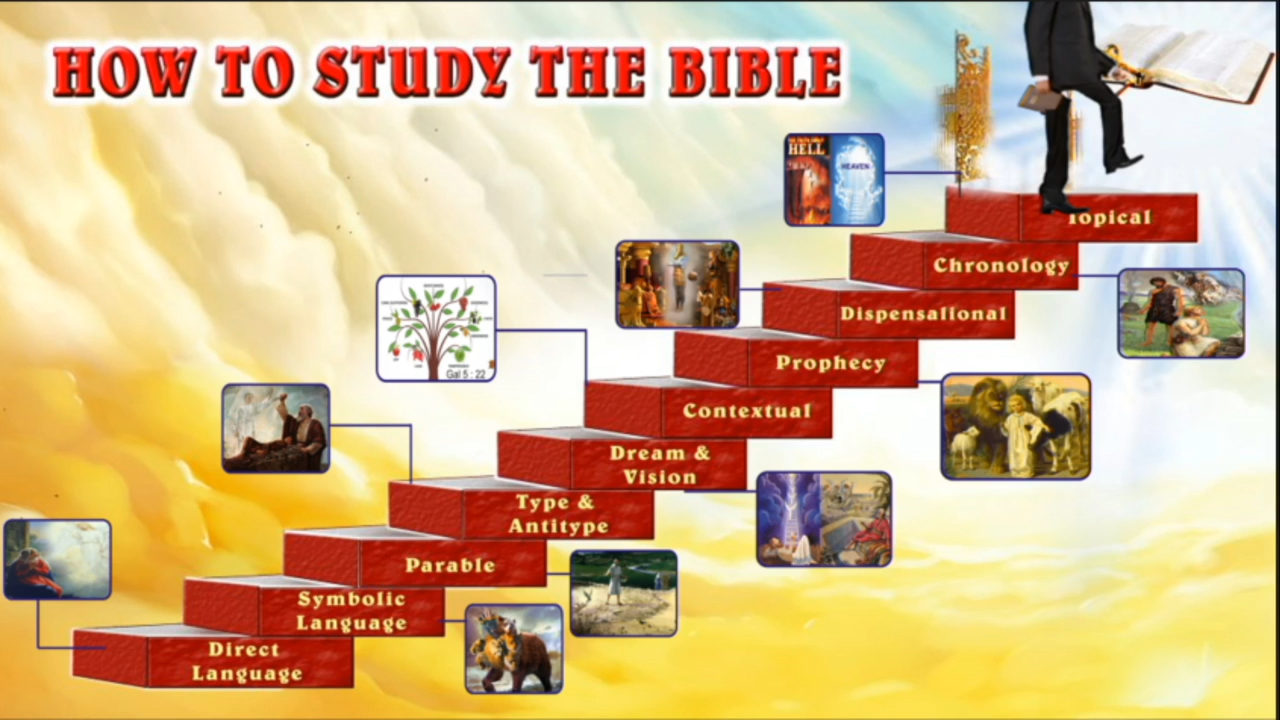 HOW TO STUDY THE BIBLE
HELL
HEAVEN
Topical
Chronology
Dispensational
Prophecy
Contextual
Gal 5 : 22
Dream &
Vision
Type &
Antitype
Parable
Symbolic
Language
Direct
Language